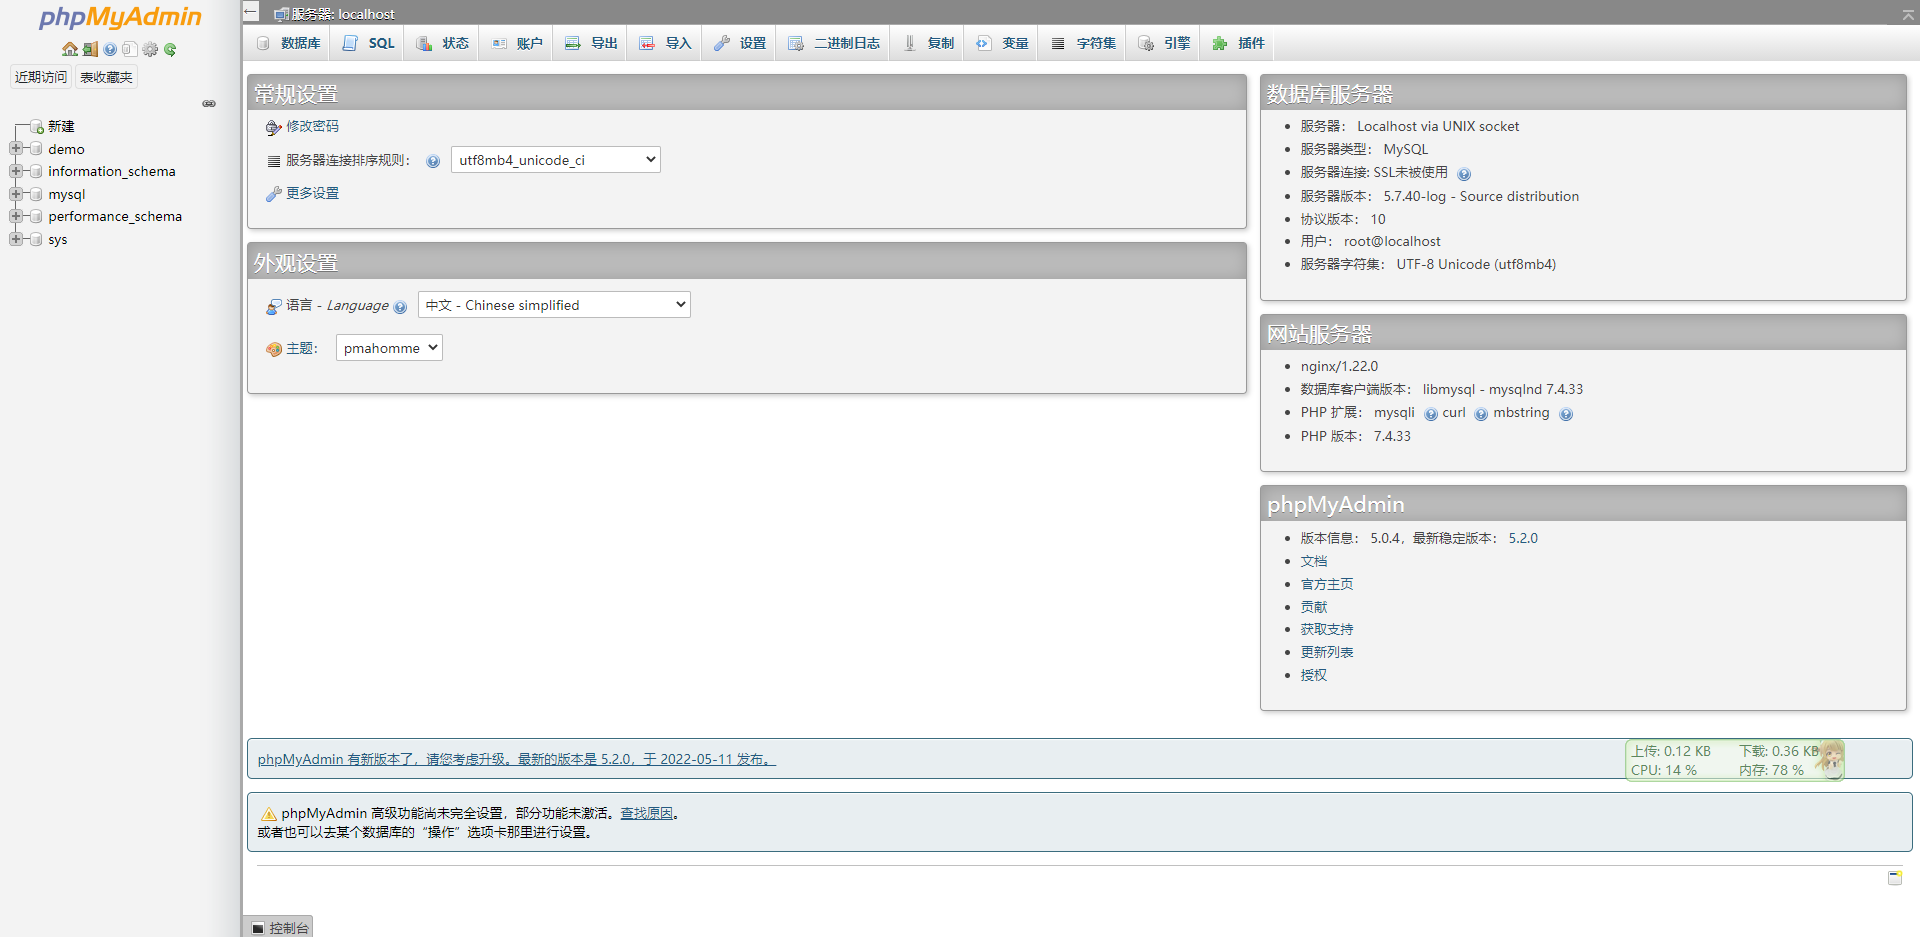 phpMyAdmin
近期访问 表收藏夹
新建
demo
information_schema
mysql
performance_schema
sys
服务器: localhost
数据库 SQL 状态 账户 导出 导入 设置 二进制日志 复制 变量 字符集 引擎 插件
常规设置
修改密码
服务器连接排序规则： utf8mb4_unicode_ci
更多设置
外观设置
语言 - Language 中文 - Chinese simplified
主题： pmahomme
数据库服务器
服务器： Localhost via UNIX socket
服务器类型： MySQL
服务器连接: SSL未被使用
服务器版本： 5.7.40-log - Source distribution
协议版本： 10
用户： root@localhost
服务器字符集： UTF-8 Unicode (utf8mb4)
网站服务器
nginx/1.22.0
数据库客户端版本： libmysql - mysqlnd 7.4.33
PHP 扩展： mysqli curl mbstring
PHP 版本： 7.4.33
phpMyAdmin
版本信息： 5.0.4，最新稳定版本： 5.2.0
文档
官方主页
贡献
获取支持
更新列表
授权
phpMyAdmin 有新版本了，请您考虑升级。最新的版本是 5.2.0，于 2022-05-11 发布。
上传: 0.12 KB 下载: 0.36 KB
CPU: 14 % 内存: 78 %
phpMyAdmin 高级功能尚未完全设置，部分功能未激活。查找原因。
或者也可以去某个数据库的“操作”选项卡那里进行设置。
控制台